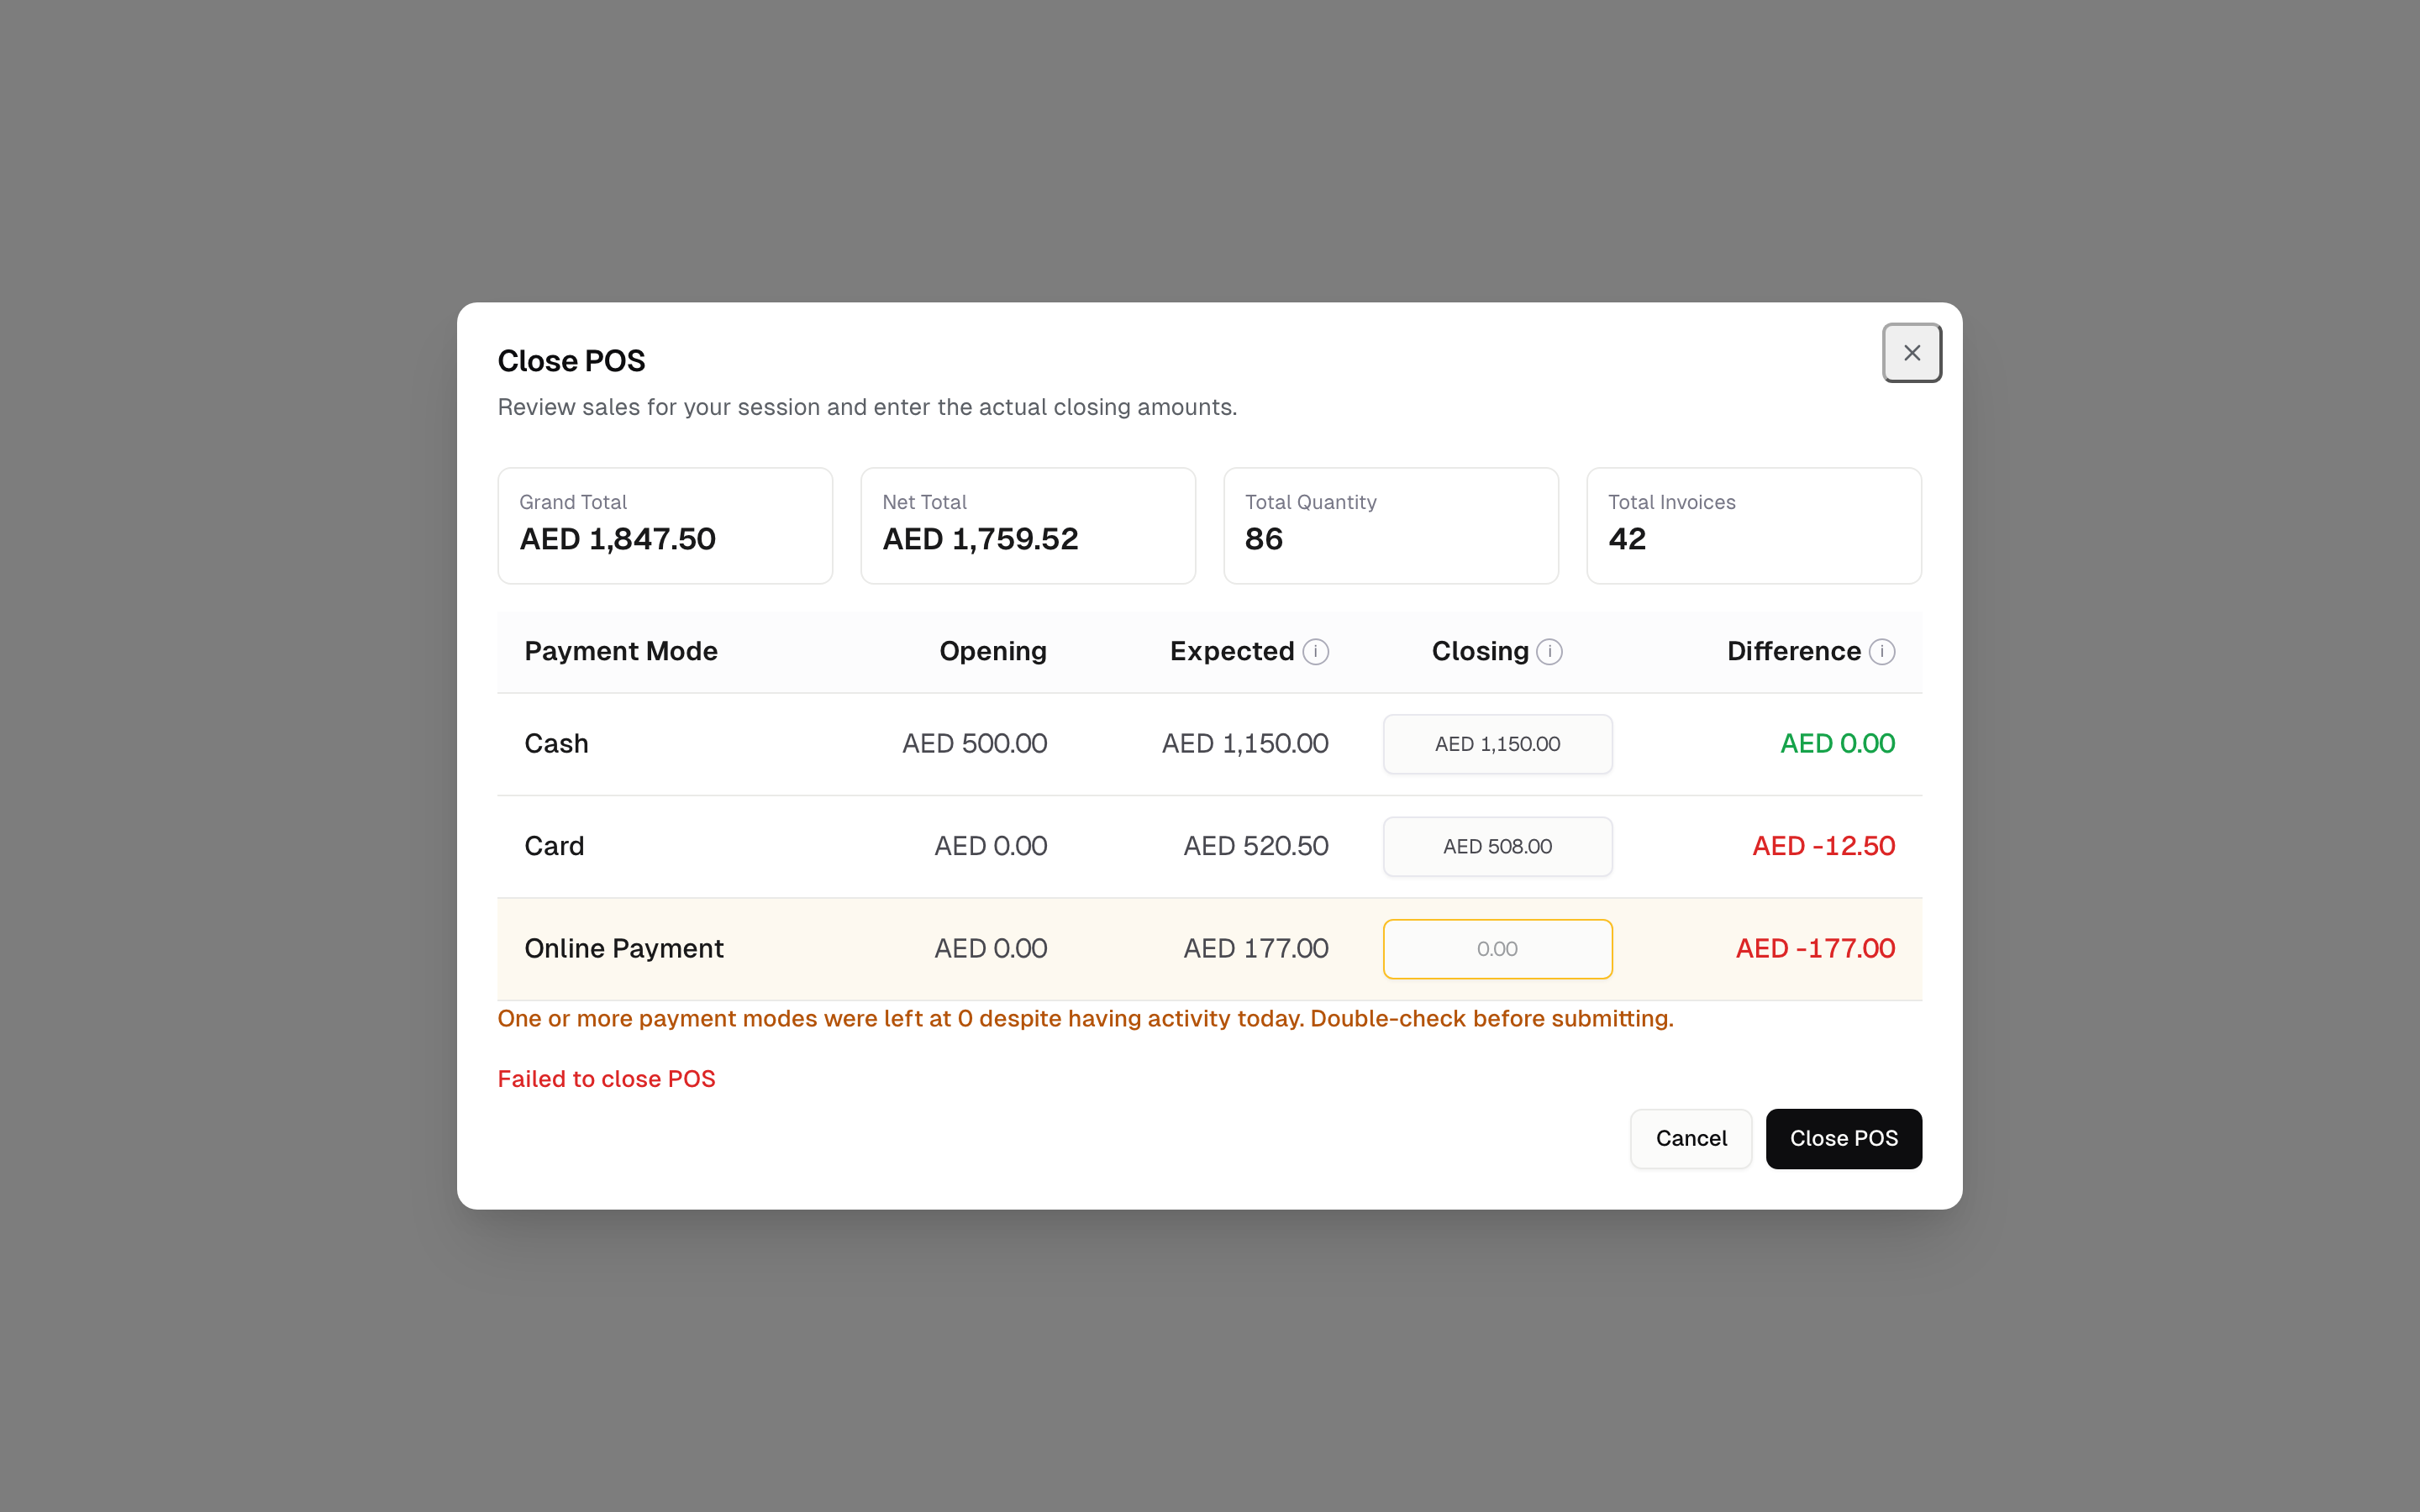 Close POS
Review sales for your session and enter the actual closing amounts.
Grand Total
AED 1,847.50
Net Total
AED 1,759.52
Total Quantity
86
Total Invoices
42
Payment Mode Opening Expected i Closing i Difference i
Cash AED 500.00 AED 1,150.00 AED 1,150.00 AED 0.00
Card AED 0.00 AED 520.50 AED 508.00 AED -12.50
Online Payment AED 0.00 AED 177.00 0.00 AED -177.00
One or more payment modes were left at 0 despite having activity today. Double-check before submitting.
Failed to close POS
Cancel Close POS